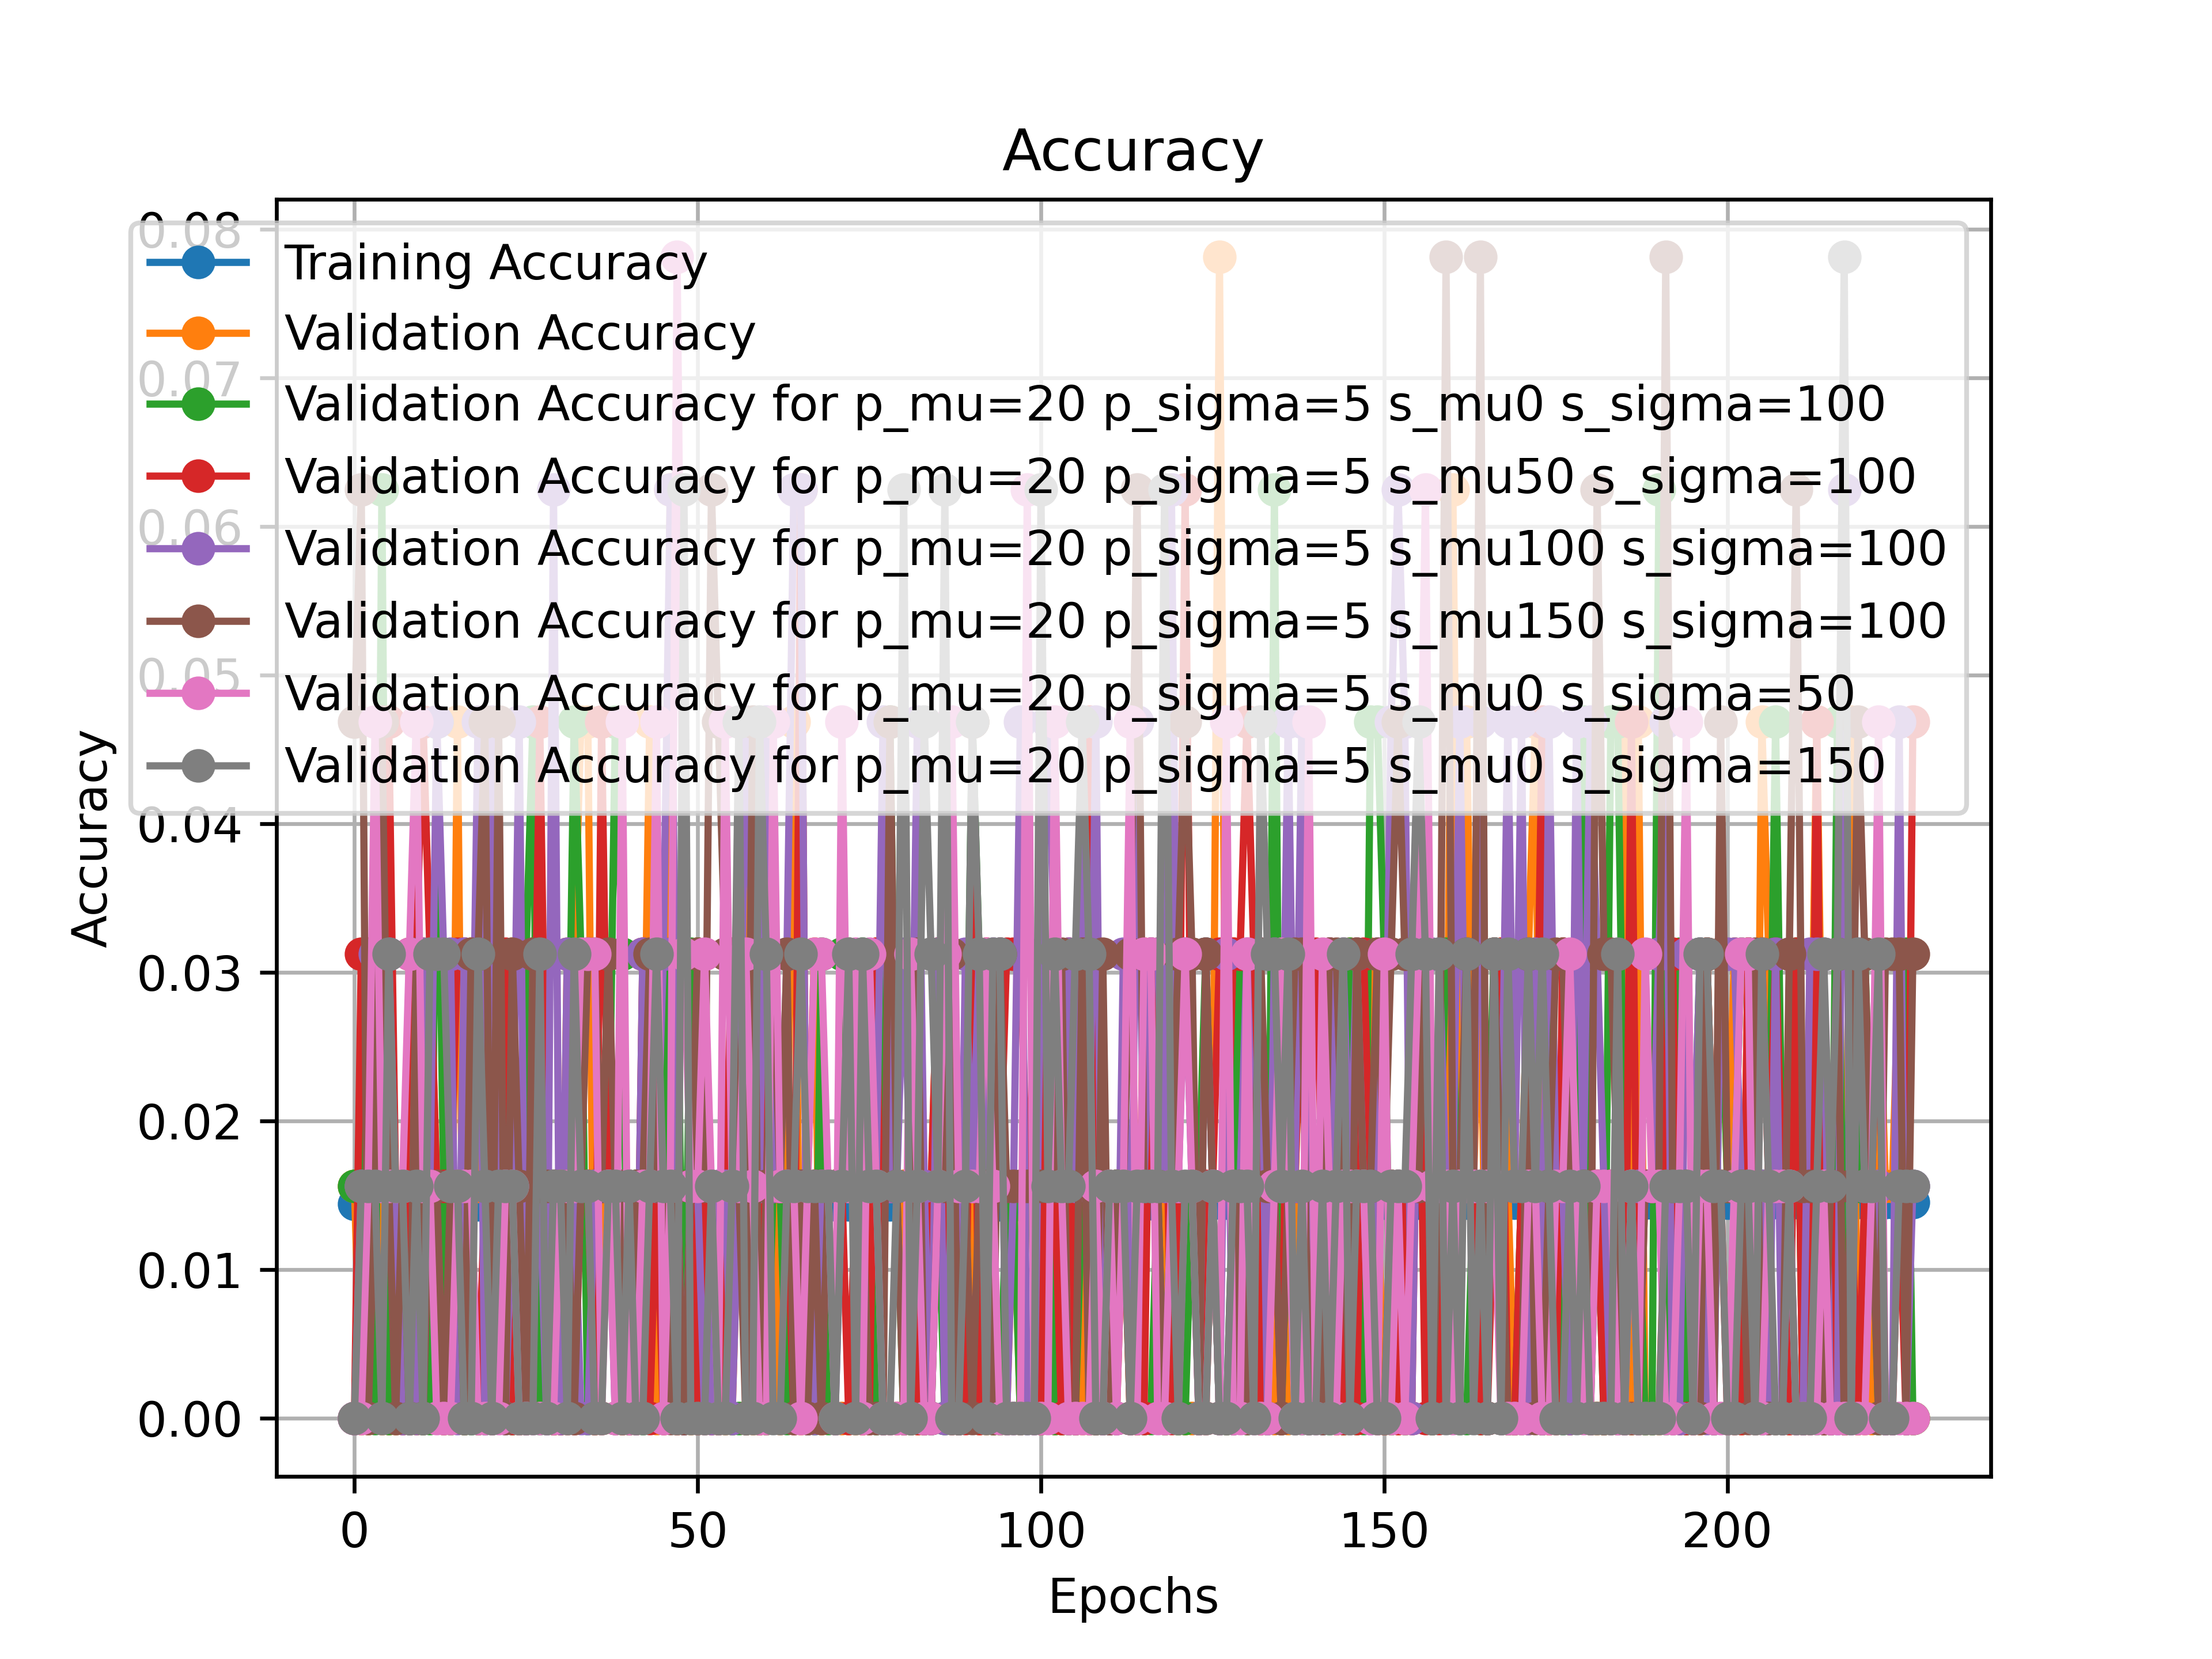 Accuracy
0.08
Training Accuracy
Validation Accuracy
0.07
Validation Accuracy for p_mu=20 p_sigma=5 s_mu0 s_sigma=100
Validation Accuracy for p_mu=20 p_sigma=5 s_mu50 s_sigma=100
0.06
Validation Accuracy for p_mu=20 p_sigma=5 s_mu100 s_sigma=100
Validation Accuracy for p_mu=20 p_sigma=5 s_mu150 s_sigma=100
0.05
Validation Accuracy for p_mu=20 p_sigma=5 s_mu0 s_sigma=50
Validation Accuracy for p_mu=20 p_sigma=5 s_mu0 s_sigma=150
0.04
Accuracy
0.03
0.02
0.01
0.00
0 50 100 150 200
Epochs